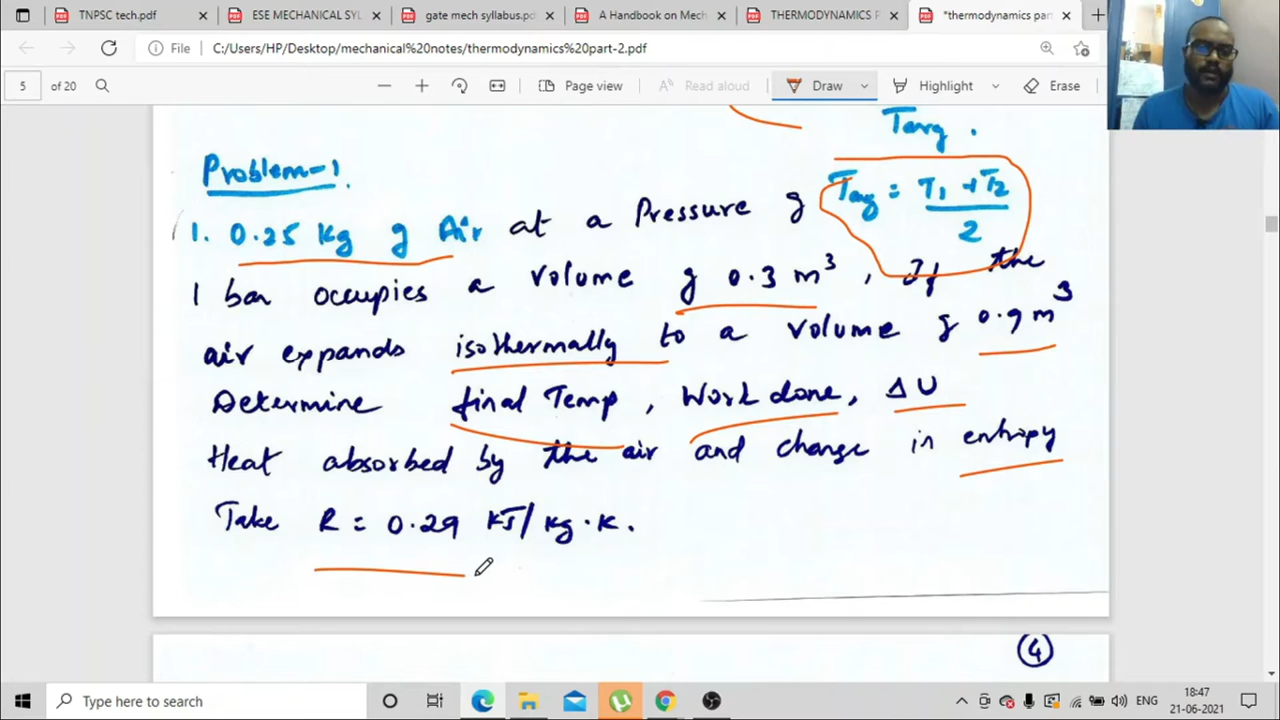 TNPSC tech.pdf
ESE MECHANICAL SYL
gate mech syllabus.pdf
A Handbook on Mech
THERMODYNAMICS P
*thermodynamics par
File C:/Users/HP/Desktop/mechanical%20notes/thermodynamics%20part-2.pdf
5 of 20
Page view
Read aloud
Draw
Highlight
Erase
Tavg.
Tavg = T1 + T2 / 2
Problem-1.
1. 0.25 Kg of Air at a Pressure of
1 bar occupies a volume of 0.3 m³, If the
air expands isothermally to a volume of 0.9 m³
Determine final Temp, Work done, ΔU
Heat absorbed by the air and change in entropy
Take R = 0.29 KJ/Kg.K.
4
Type here to search
ENG
18:47
21-06-2021